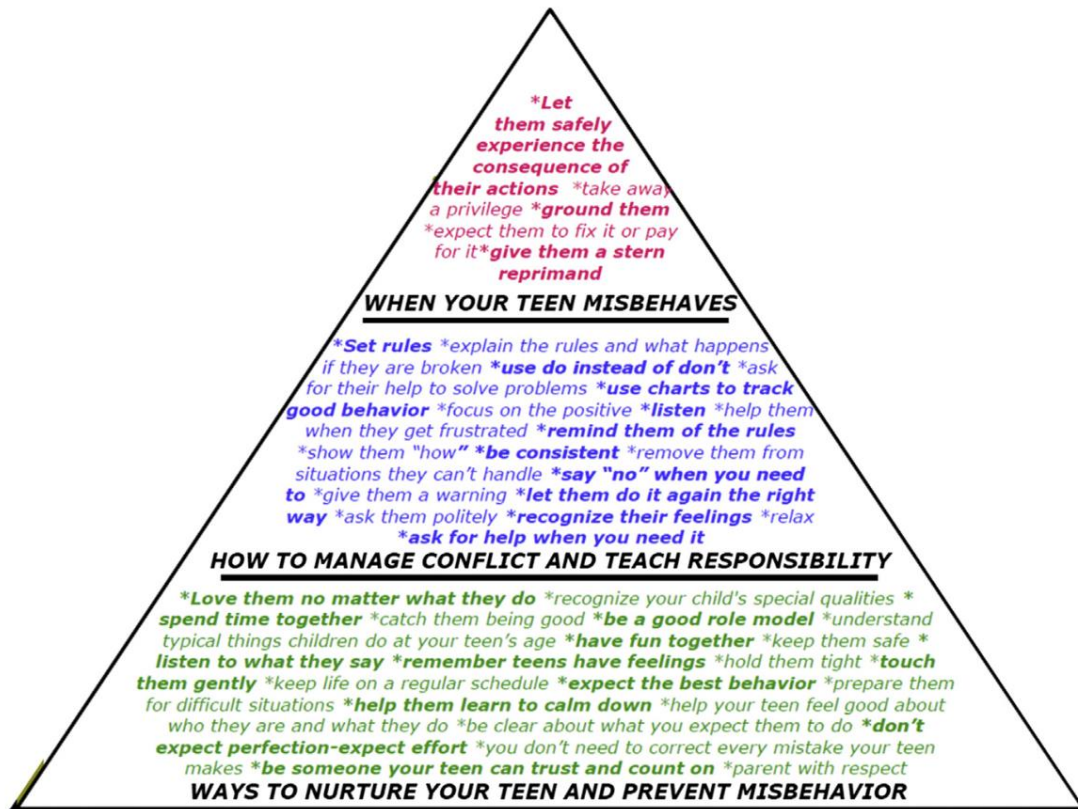 *Let
them safely
experience the
consequence of
their actions *take away
a privilege *ground them
*expect them to fix it or pay
for it*give them a stern
reprimand
WHEN YOUR TEEN MISBEHAVES
*Set rules *explain the rules and what happens
if they are broken *use do instead of don't *ask
for their help to solve problems *use charts to track
good behavior *focus on the positive *listen *help them
when they get frustrated *remind them of the rules
*show them "how" *be consistent *remove them from
situations they can't handle *say "no" when you need
to *give them a warning *let them do it again the right
way *ask them politely *recognize their feelings *relax
*ask for help when you need it
HOW TO MANAGE CONFLICT AND TEACH RESPONSIBILITY
*Love them no matter what they do *recognize your child's special qualities *
spend time together *catch them being good *be a good role model *understand
typical things children do at your teen's age *have fun together *keep them safe *
listen to what they say *remember teens have feelings *hold them tight *touch
them gently *keep life on a regular schedule *expect the best behavior *prepare them
for difficult situations *help them learn to calm down *help your teen feel good about
who they are and what they do *be clear about what you expect them to do *don't
expect perfection-expect effort *you don't need to correct every mistake your teen
makes *be someone your teen can trust and count on *parent with respect
WAYS TO NURTURE YOUR TEEN AND PREVENT MISBEHAVIOR